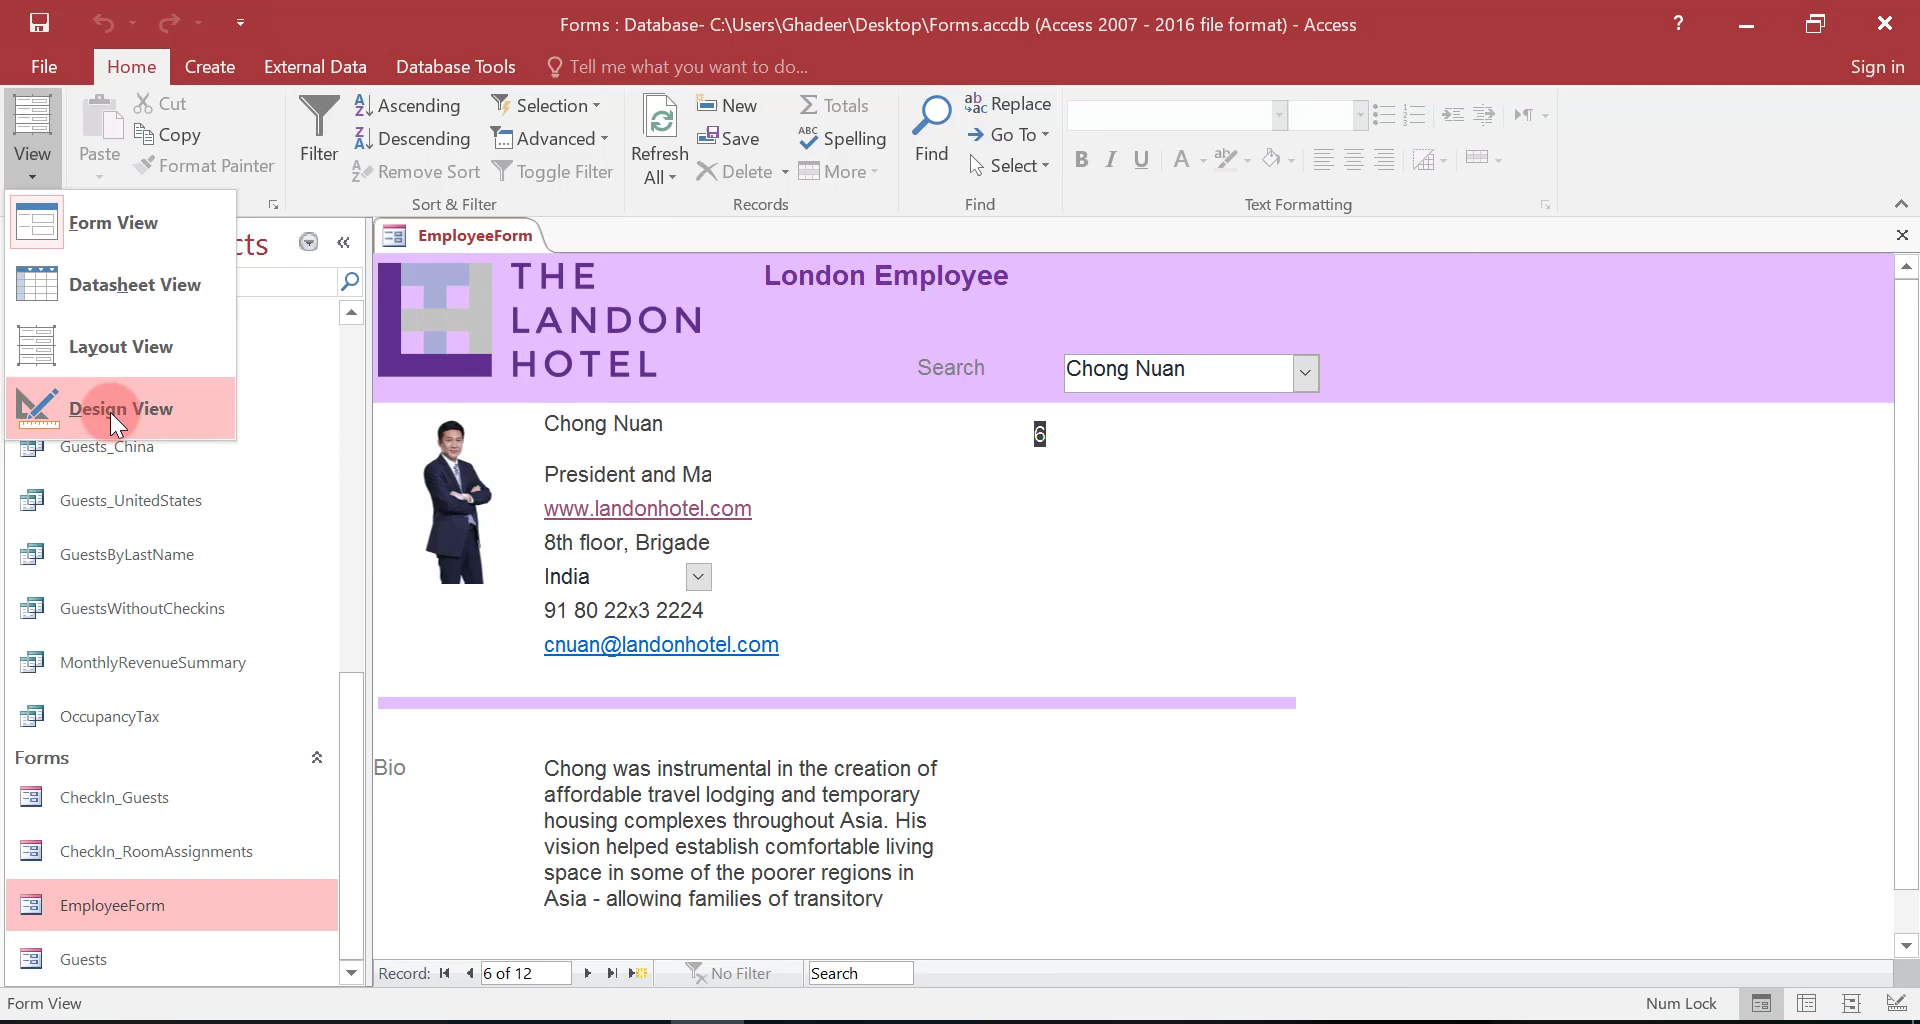 Forms : Database- C:\Users\Ghadeer\Desktop\Forms.accdb (Access 2007 - 2016 file format) - Access
?
File Home Create External Data Database Tools Tell me what you want to do... Sign in
View
Paste
Cut
Copy
Format Painter
Filter
Ascending
Descending
Remove Sort
Selection
Advanced
Toggle Filter
Sort & Filter
Refresh
All
New
Save
Delete
Totals
Spelling
More
Records
Find
Replace
Go To
Select
Find
B I U A
Text Formatting
Form View
Datasheet View
Layout View
Design View
cts
Guests_China
Guests_UnitedStates
GuestsByLastName
GuestsWithoutCheckins
MonthlyRevenueSummary
OccupancyTax
Forms
CheckIn_Guests
CheckIn_RoomAssignments
EmployeeForm
Guests
EmployeeForm
THE
LANDON
HOTEL
London Employee
Search Chong Nuan
Chong Nuan 6
President and Ma
www.landonhotel.com
8th floor, Brigade
India
91 80 22x3 2224
cnuan@landonhotel.com
Bio
Chong was instrumental in the creation of
affordable travel lodging and temporary
housing complexes throughout Asia. His
vision helped establish comfortable living
space in some of the poorer regions in
Asia - allowing families of transitory
Record: 6 of 12 No Filter Search
Form View Num Lock